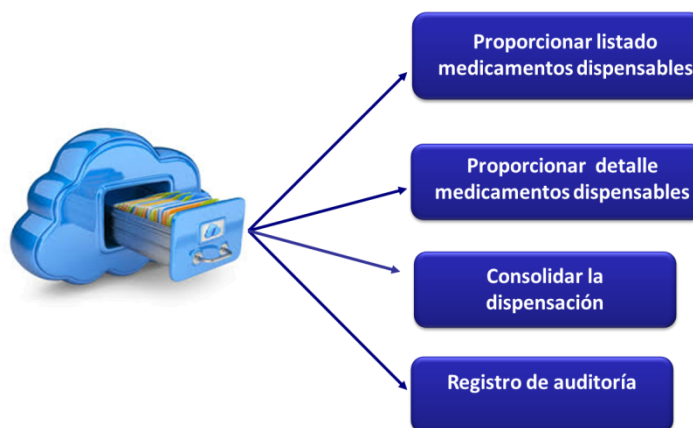 Proporcionar listado
medicamentos dispensables
Proporcionar detalle
medicamentos dispensables
Consolidar la
dispensación
Registro de auditoría